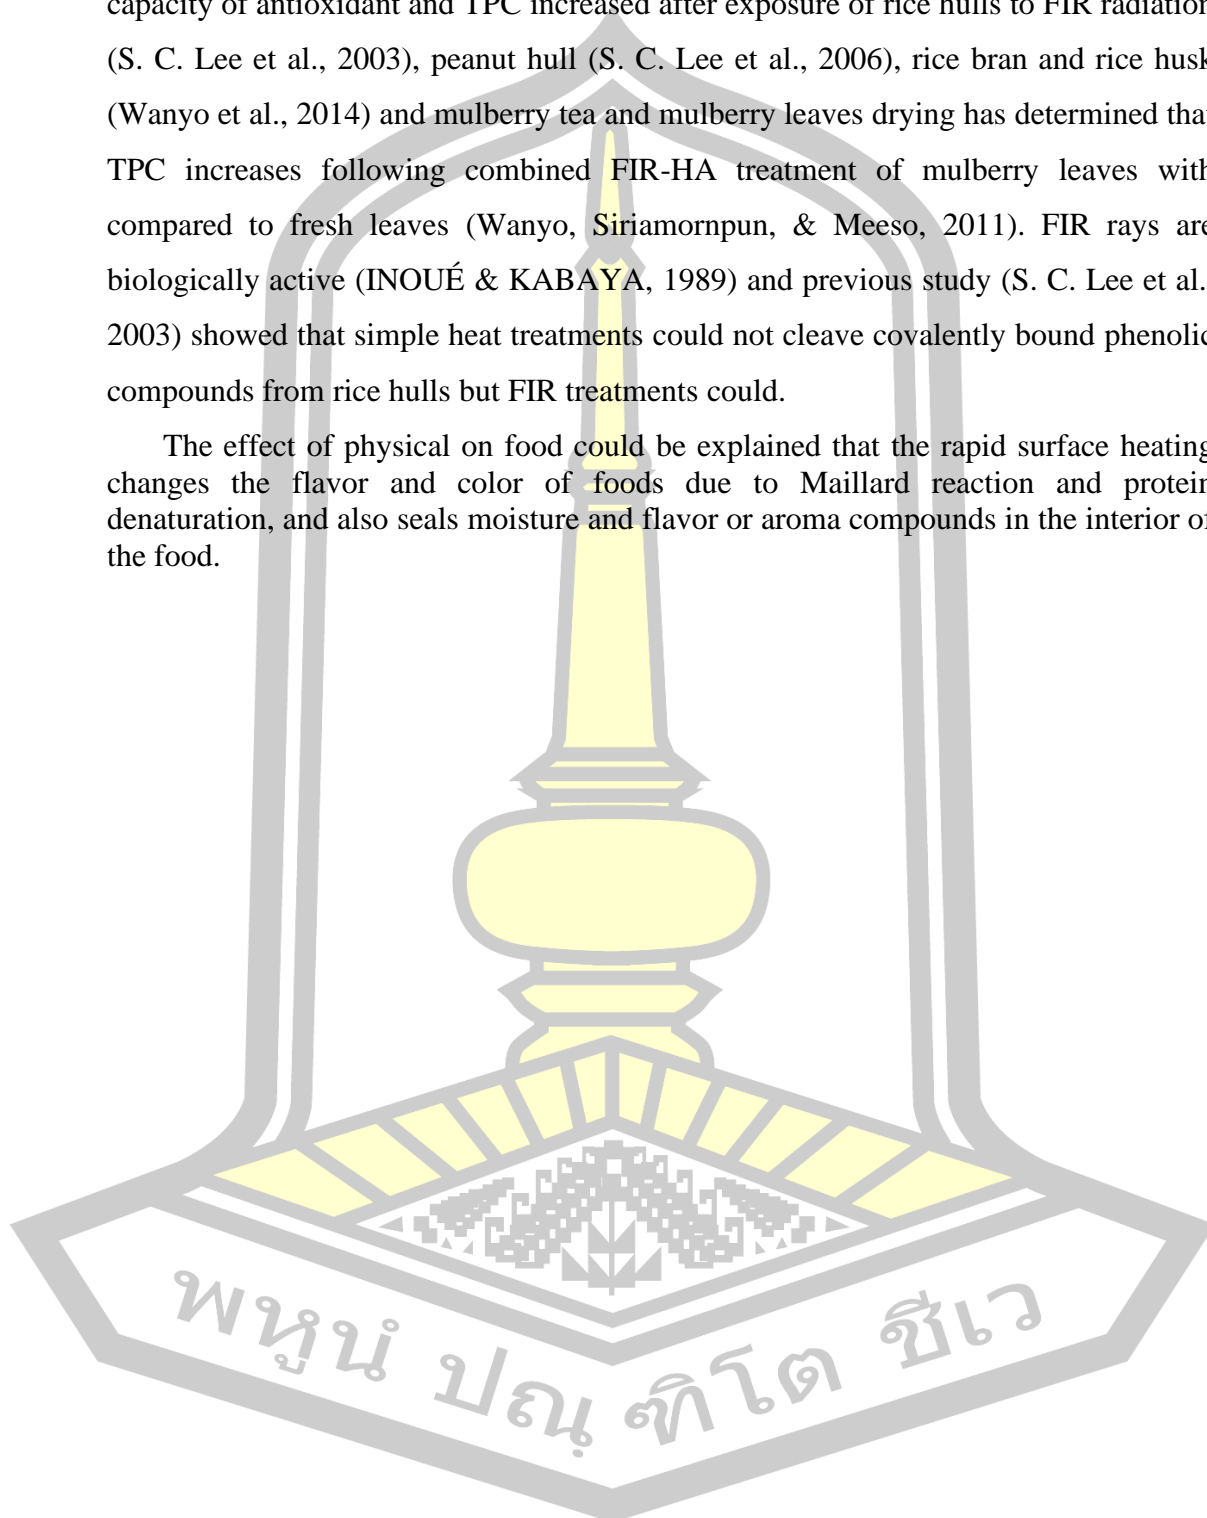 capacity of antioxidant and TPC increased after exposure of rice hulls to FIR radiation
(S. C. Lee et al., 2003), peanut hull (S. C. Lee et al., 2006), rice bran and rice husk
(Wanyo et al., 2014) and mulberry tea and mulberry leaves drying has determined that
TPC increases following combined FIR-HA treatment of mulberry leaves with
compared to fresh leaves (Wanyo, Siriamornpun, & Meeso, 2011). FIR rays are
biologically active (INOUÉ & KABAYA, 1989) and previous study (S. C. Lee et al.,
2003) showed that simple heat treatments could not cleave covalently bound phenolic
compounds from rice hulls but FIR treatments could.
The effect of physical on food could be explained that the rapid surface heating
changes the flavor and color of foods due to Maillard reaction and protein
denaturation, and also seals moisture and flavor or aroma compounds in the interior of
the food.
พหูนํ ปณฺฑิโต ชีเว